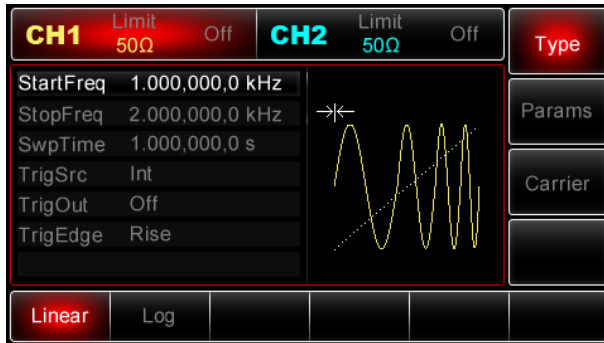 CH1 Limit 50Ω Off CH2 Limit 50Ω Off
Type
StartFreq 1.000,000,0 kHz
StopFreq 2.000,000,0 kHz
Params
SwpTime 1.000,000,0 s
TrigSrc Int
Carrier
TrigOut Off
TrigEdge Rise
Linear Log